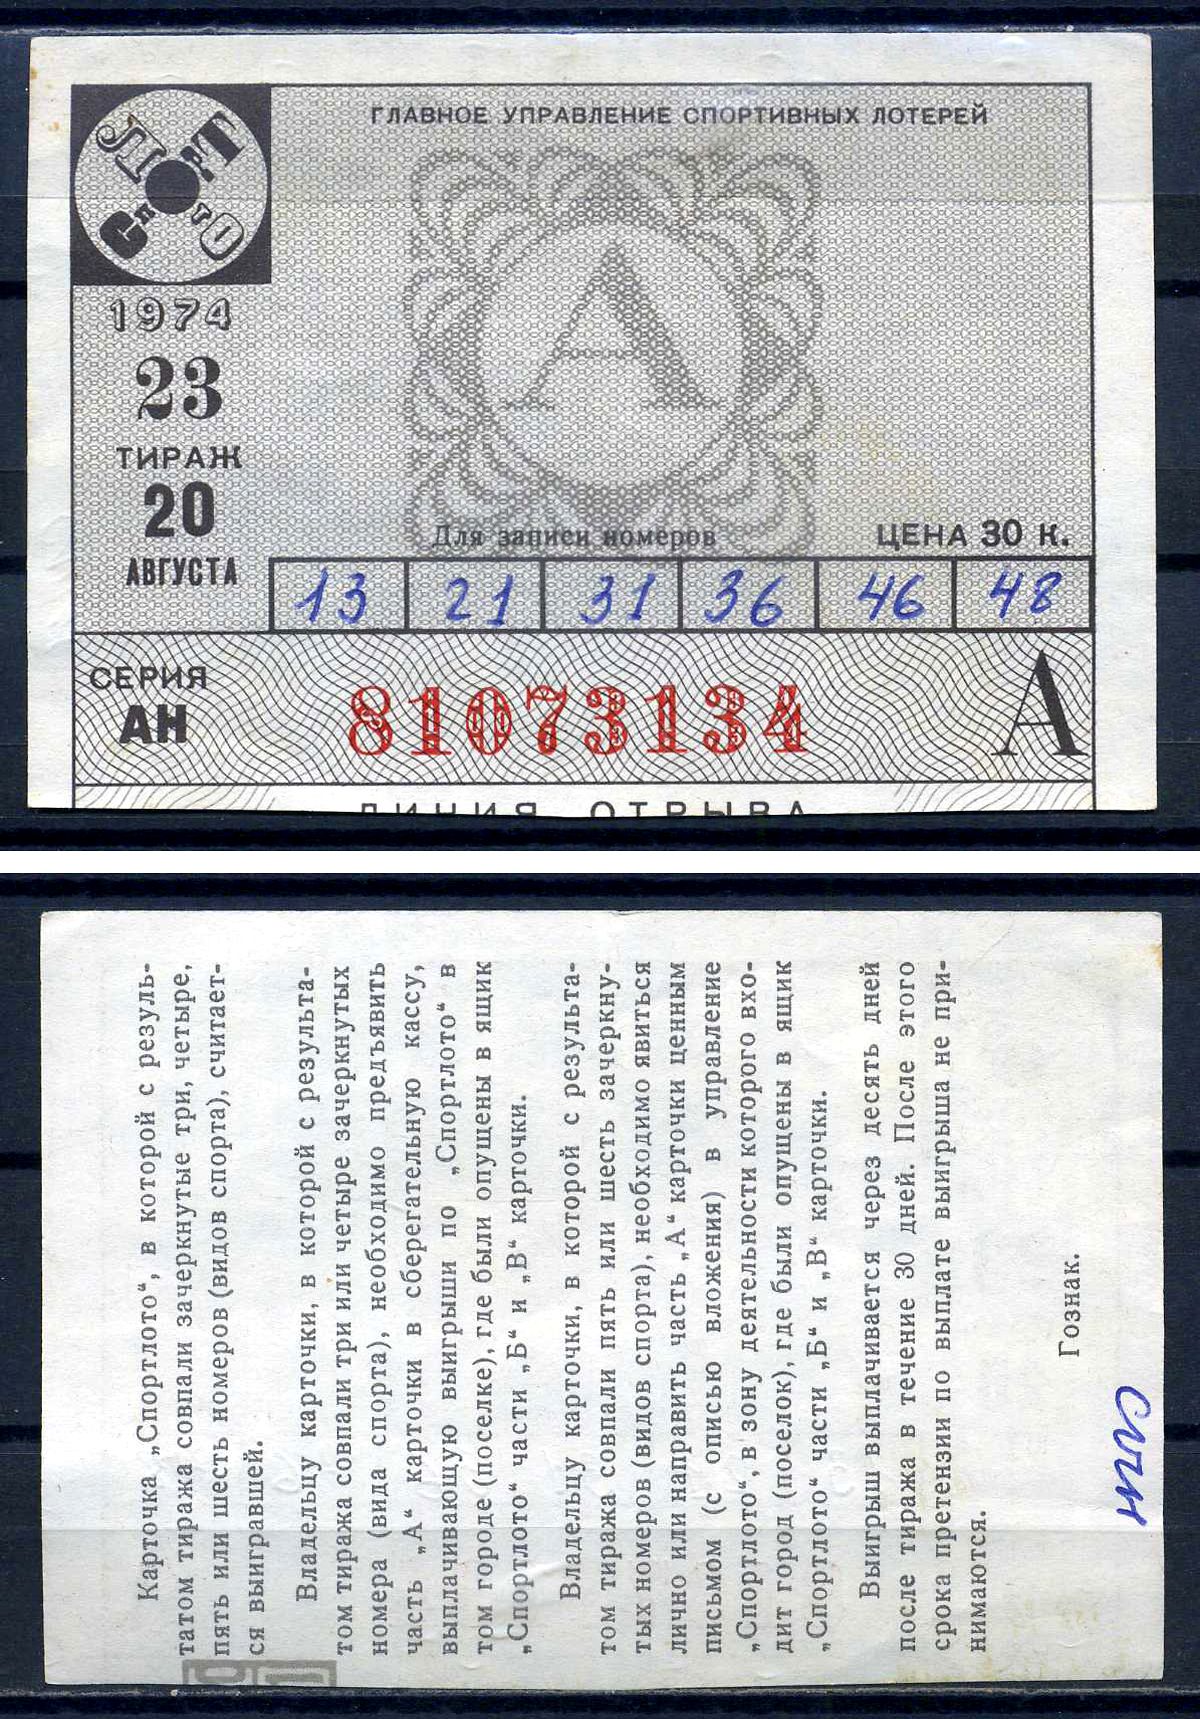 СпОРТлОтО
ГЛАВНОЕ УПРАВЛЕНИЕ СПОРТИВНЫХ ЛОТЕРЕЙ
А
1974
23
ТИРАЖ
20
АВГУСТА
Для записи номеров
ЦЕНА 30 К.
13 21 31 36 46 48
СЕРИЯ
АН
81073134
А
ЛИНИЯ ОТРЫВА
Карточка „Спортлото“, в которой с резуль-
татом тиража совпали зачеркнутые три, четыре,
пять или шесть номеров (видов спорта), считает-
ся выигравшей.
Владельцу карточки, в которой с результа-
том тиража совпали три или четыре зачеркнутых
номера (вида спорта), необходимо предъявить
часть „А“ карточки в сберегательную кассу,
выплачивающую выигрыши по „Спортлото“ в
том городе (поселке), где были опущены в ящик
„Спортлото“ части „Б“ и „В“ карточки.
Владельцу карточки, в которой с результа-
том тиража совпали пять или шесть зачеркну-
тых номеров (видов спорта), необходимо явиться
лично или направить часть „А“ карточки ценным
письмом (с описью вложения) в управление
„Спортлото“, в зону деятельности которого вхо-
дит город (поселок), где были опущены в ящик
„Спортлото“ части „Б“ и „В“ карточки.
Выигрыш выплачивается через десять дней
после тиража в течение 30 дней. После этого
срока претензии по выплате выигрыша не при-
нимаются.
Гознак.